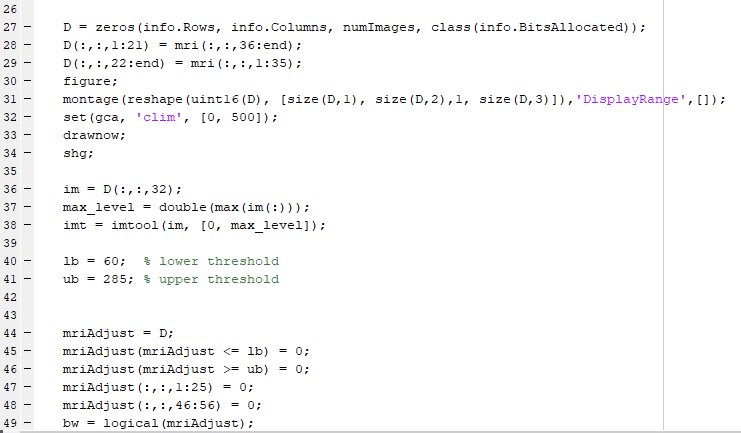 26
27 – D = zeros(info.Rows, info.Columns, numImages, class(info.BitsAllocated));
28 – D(:,:,1:21) = mri(:,:,36:end);
29 – D(:,:,22:end) = mri(:,:,1:35);
30 – figure;
31 – montage(reshape(uint16(D), [size(D,1), size(D,2),1, size(D,3)]),'DisplayRange',[]);
32 – set(gca, 'clim', [0, 500]);
33 – drawnow;
34 – shg;
35
36 – im = D(:,:,32);
37 – max_level = double(max(im(:)));
38 – imt = imtool(im, [0, max_level]);
39
40 – lb = 60;  % lower threshold
41 – ub = 285; % upper threshold
42
43
44 – mriAdjust = D;
45 – mriAdjust(mriAdjust <= lb) = 0;
46 – mriAdjust(mriAdjust >= ub) = 0;
47 – mriAdjust(:,:,1:25) = 0;
48 – mriAdjust(:,:,46:56) = 0;
49 – bw = logical(mriAdjust);